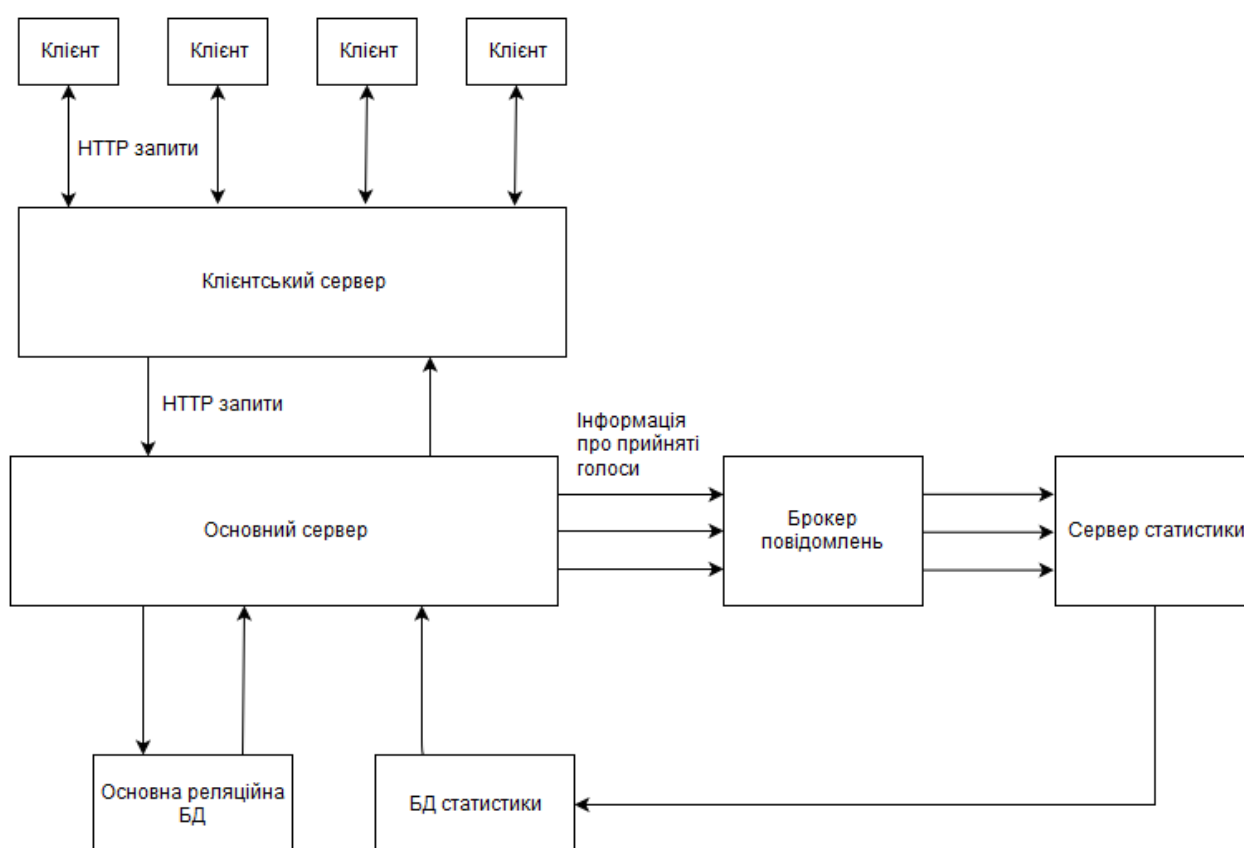 Клієнт
Клієнт
Клієнт
Клієнт
HTTP запити
Клієнтський сервер
HTTP запити
Інформація
про прийняті
голоси
Основний сервер
Брокер
повідомлень
Сервер статистики
Основна реляційна
БД
БД статистики